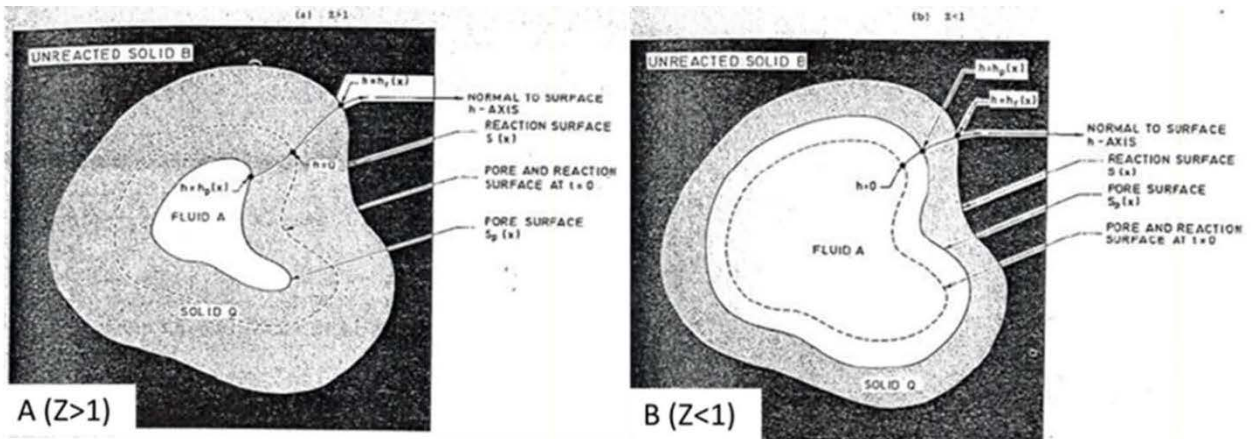 (a) Z>1
UNREACTED SOLID B
h=hr(x)
NORMAL TO SURFACE
h-AXIS
REACTION SURFACE
S(x)
h=0
h=hp(x)
PORE AND REACTION
SURFACE AT t=0
FLUID A
PORE SURFACE
Sp(x)
SOLID Q
A (Z>1)
(b) Z<1
UNREACTED SOLID B
h=hp(x)
h=hr(x)
NORMAL TO SURFACE
h-AXIS
REACTION SURFACE
S(x)
h=0
PORE SURFACE
Sp(x)
PORE AND REACTION
SURFACE AT t=0
FLUID A
SOLID Q
B (Z<1)